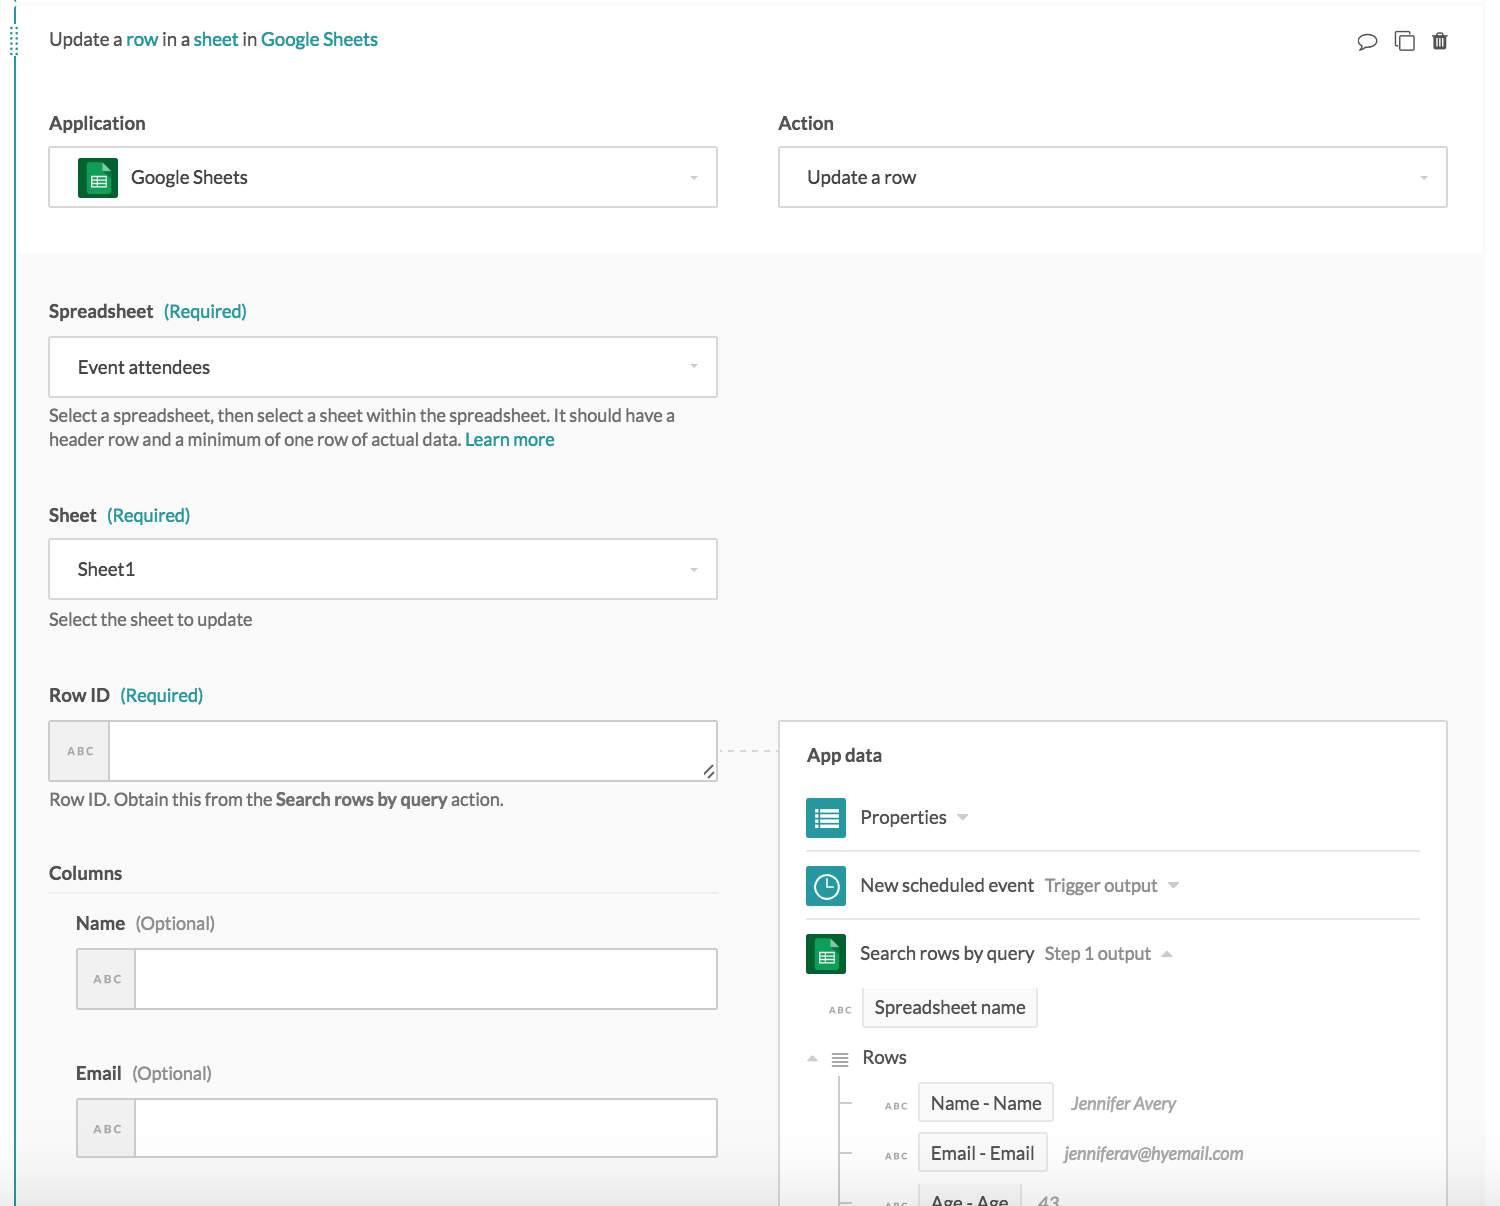 Update a row in a sheet in Google Sheets
Application
Action
Google Sheets
Update a row
Spreadsheet (Required)
Event attendees
Select a spreadsheet, then select a sheet within the spreadsheet. It should have a
header row and a minimum of one row of actual data. Learn more
Sheet (Required)
Sheet1
Select the sheet to update
Row ID (Required)
ABC
Row ID. Obtain this from the Search rows by query action.
Columns
Name (Optional)
ABC
Email (Optional)
ABC
App data
Properties
New scheduled event Trigger output
Search rows by query Step 1 output
ABC Spreadsheet name
Rows
ABC Name - Name Jennifer Avery
ABC Email - Email jenniferav@hyemail.com
ABC Age - Age 43